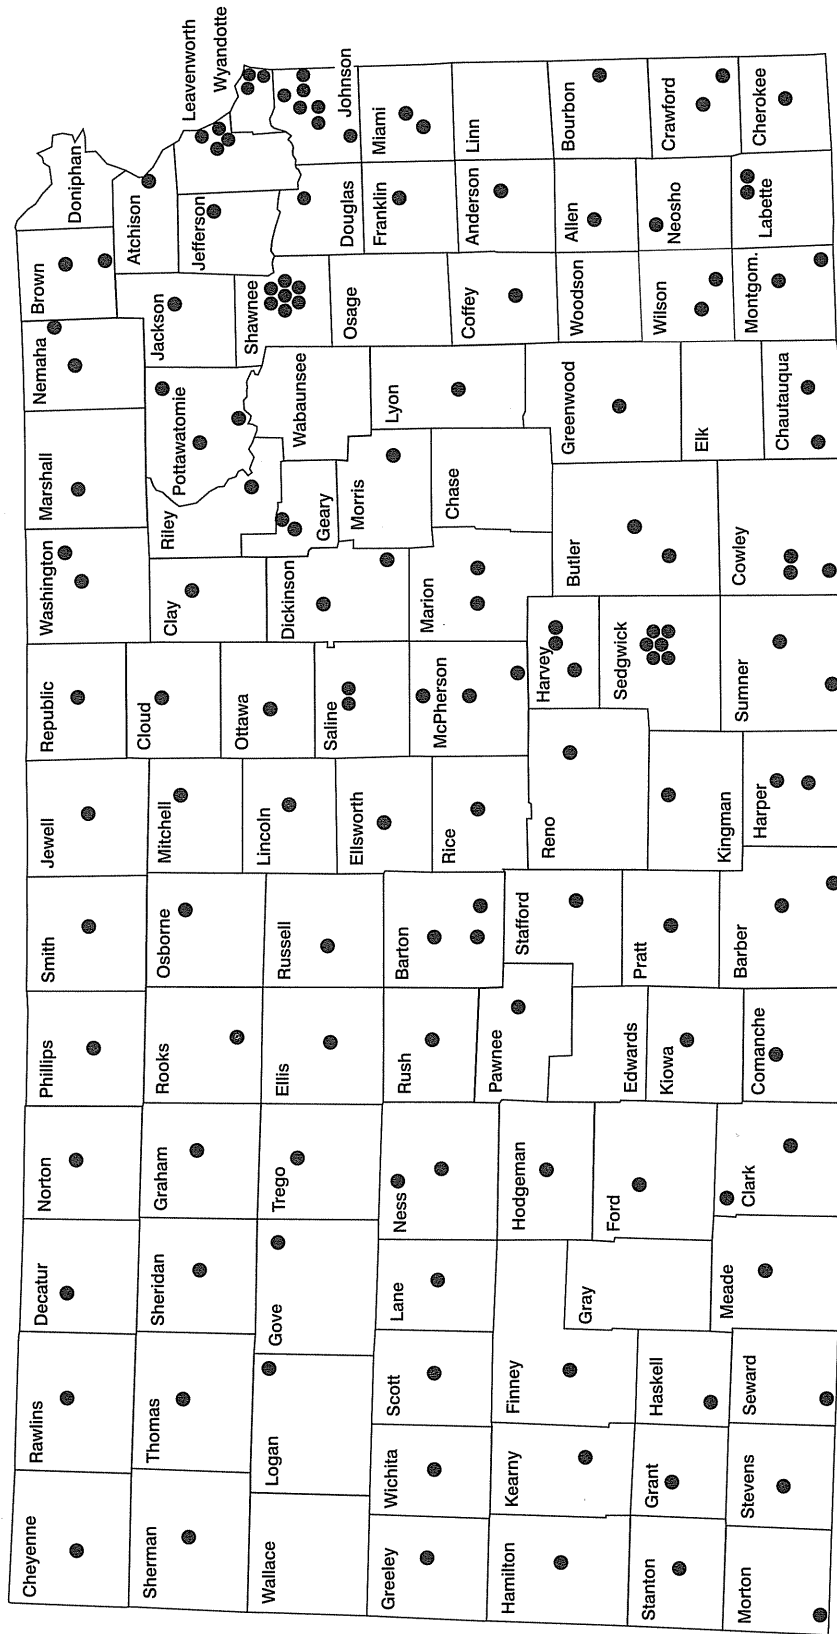 Cheyenne
Rawlins
Decatur
Norton
Phillips
Smith
Jewell
Republic
Washington
Marshall
Nemaha
Brown
Doniphan
Sherman
Thomas
Sheridan
Graham
Rooks
Osborne
Mitchell
Cloud
Clay
Riley
Pottawatomie
Jackson
Atchison
Jefferson
Leavenworth
Wyandotte
Wallace
Logan
Gove
Trego
Ellis
Russell
Lincoln
Ottawa
Dickinson
Geary
Wabaunsee
Shawnee
Douglas
Johnson
Greeley
Wichita
Scott
Lane
Ness
Rush
Barton
Ellsworth
Saline
Morris
Lyon
Osage
Franklin
Miami
Hamilton
Kearny
Finney
Hodgeman
Pawnee
Stafford
Rice
McPherson
Marion
Chase
Coffey
Anderson
Linn
Stanton
Grant
Haskell
Gray
Ford
Edwards
Kiowa
Pratt
Reno
Kingman
Harvey
Sedgwick
Butler
Greenwood
Woodson
Allen
Bourbon
Morton
Stevens
Seward
Meade
Clark
Comanche
Barber
Harper
Sumner
Cowley
Elk
Chautauqua
Wilson
Montgom.
Neosho
Labette
Crawford
Cherokee